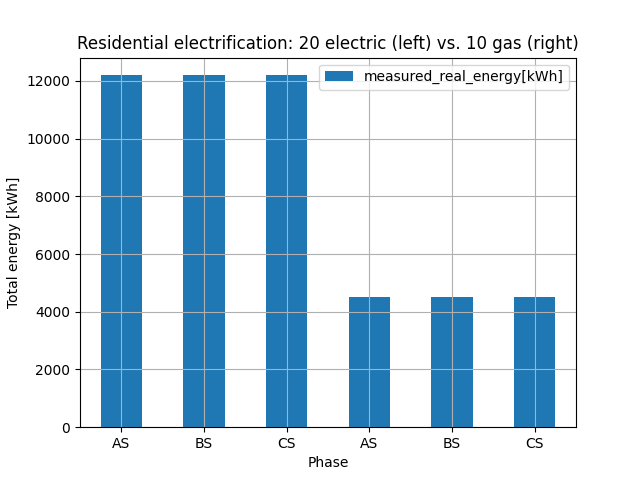 Residential electrification: 20 electric (left) vs. 10 gas (right)
measured_real_energy[kWh]
12000
10000
8000
6000
4000
2000
0
Total energy [kWh]
AS BS CS AS BS CS
Phase